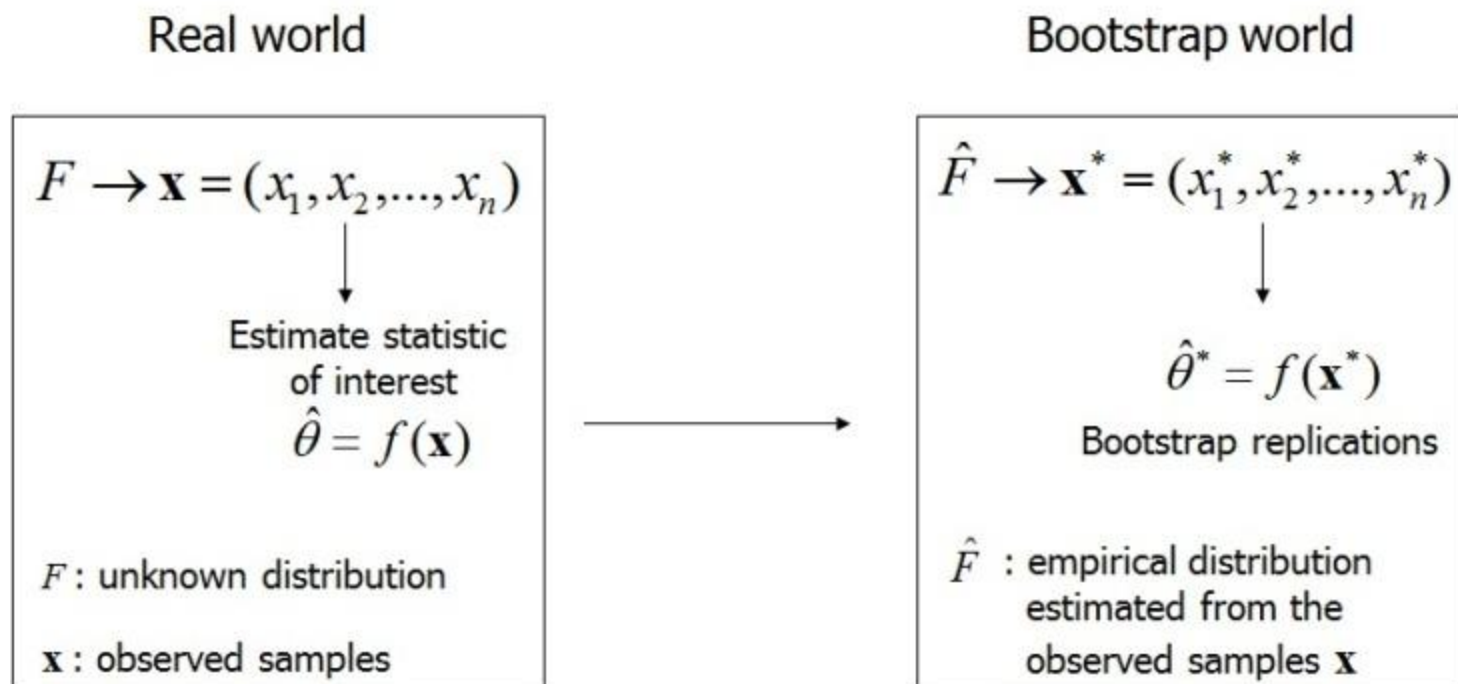 Real world
F → x = (x₁, x₂,..., xₙ)
Estimate statistic
of interest
θ̂ = f(x)
F : unknown distribution
x : observed samples
Bootstrap world
F̂ → x* = (x₁*, x₂*,..., xₙ*)
θ̂* = f(x*)
Bootstrap replications
F̂ : empirical distribution
estimated from the
observed samples x